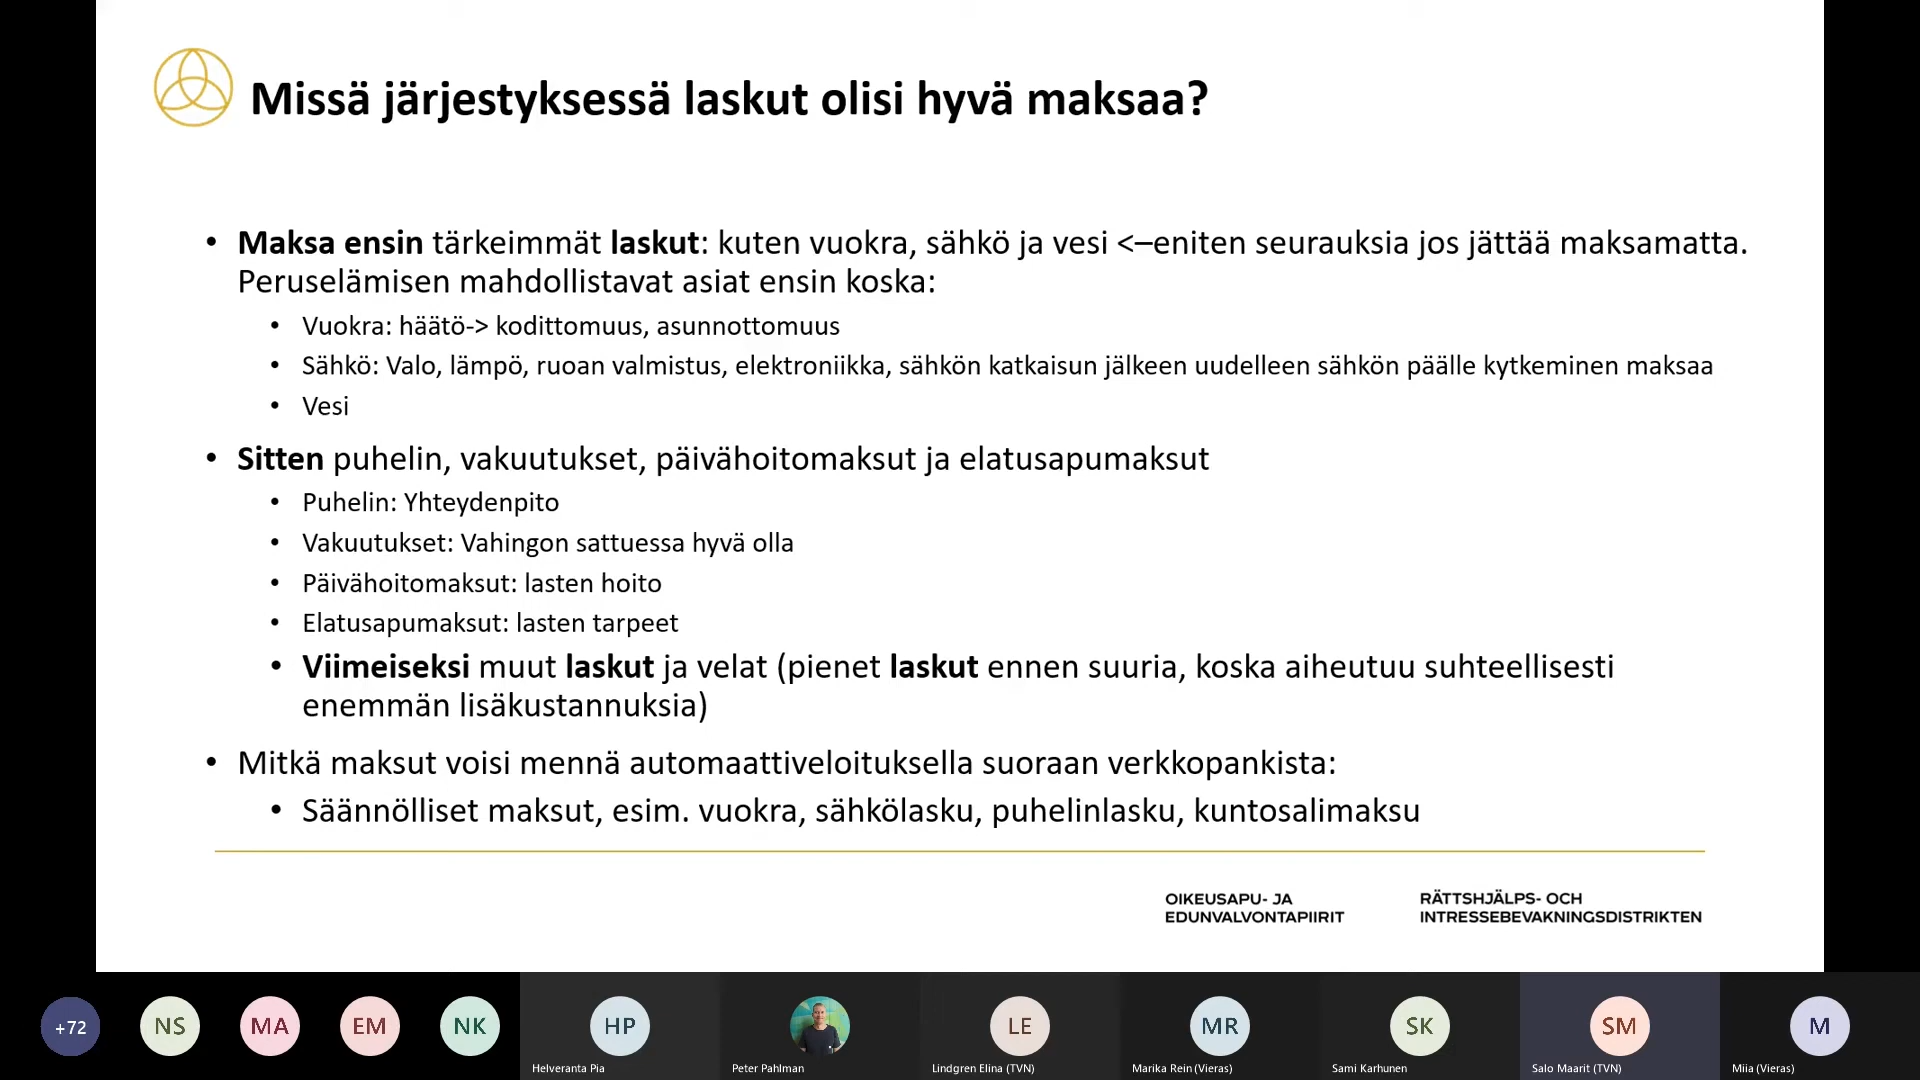 Missä järjestyksessä laskut olisi hyvä maksaa?
• Maksa ensin tärkeimmät laskut: kuten vuokra, sähkö ja vesi <–eniten seurauksia jos jättää maksamatta.
Peruselämisen mahdollistavat asiat ensin koska:
• Vuokra: häätö-> kodittomuus, asunnottomuus
• Sähkö: Valo, lämpö, ruoan valmistus, elektroniikka, sähkön katkaisun jälkeen uudelleen sähkön päälle kytkeminen maksaa
• Vesi
• Sitten puhelin, vakuutukset, päivähoitomaksut ja elatusapumaksut
• Puhelin: Yhteydenpito
• Vakuutukset: Vahingon sattuessa hyvä olla
• Päivähoitomaksut: lasten hoito
• Elatusapumaksut: lasten tarpeet
• Viimeiseksi muut laskut ja velat (pienet laskut ennen suuria, koska aiheutuu suhteellisesti
enemmän lisäkustannuksia)
• Mitkä maksut voisi mennä automaattiveloituksella suoraan verkkopankista:
• Säännölliset maksut, esim. vuokra, sähkölasku, puhelinlasku, kuntosalimaksu
OIKEUSAPU- JA
EDUNVALVONTAPIIRIT
RÄTTSHJÄLPS- OCH
INTRESSEBEVAKNINGSDISTRIKTEN
+72 NS MA EM NK HP LE MR SK SM M
Helveranta Pia Peter Pahlman Lindgren Elina (TVN) Marika Rein (Vieras) Sami Karhunen Salo Maarit (TVN) Miia (Vieras)